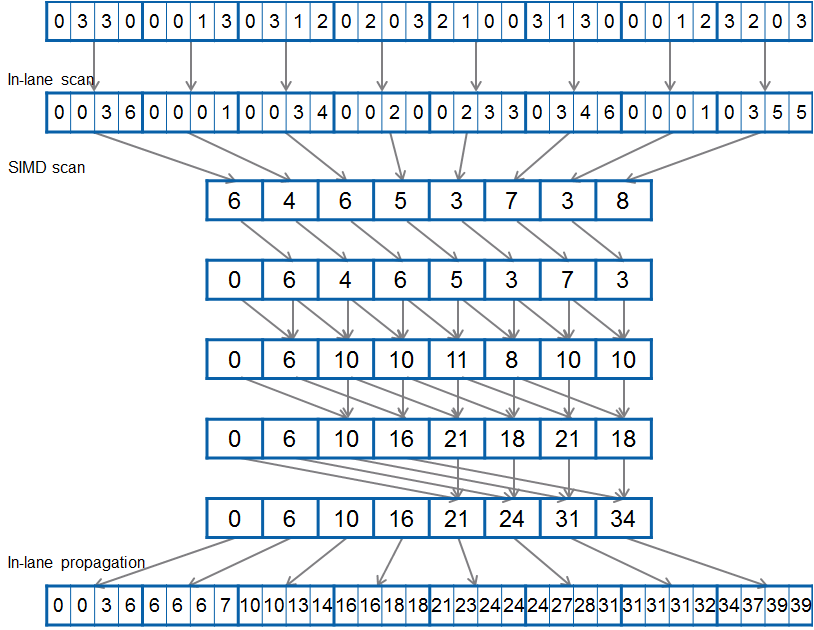 0 3 3 0 0 0 1 3 0 3 1 2 0 2 0 3 2 1 0 0 3 1 3 0 0 0 1 2 3 2 0 3
In-lane scan
0 0 3 6 0 0 0 1 0 0 3 4 0 0 2 0 0 2 3 3 0 3 4 6 0 0 0 1 0 3 5 5
SIMD scan
6 4 6 5 3 7 3 8
0 6 4 6 5 3 7 3
0 6 10 10 11 8 10 10
0 6 10 16 21 18 21 18
0 6 10 16 21 24 31 34
In-lane propagation
0 0 3 6 6 6 6 7 10 10 13 14 16 16 18 18 21 23 24 24 24 27 28 31 31 31 31 32 34 37 39 39